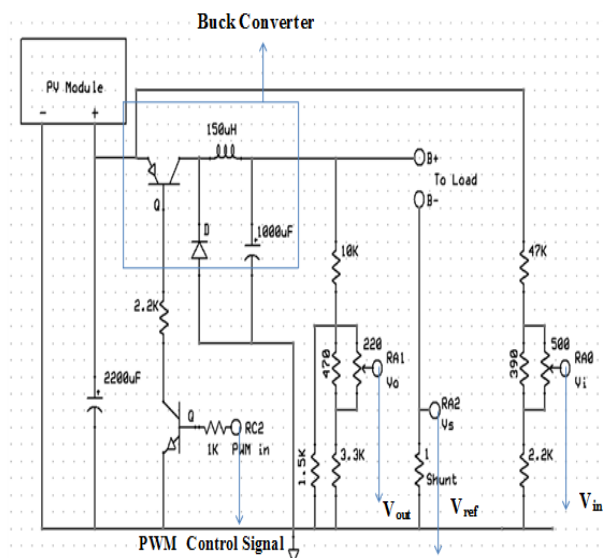 Buck Converter
PV Module
- +
150uH
B+
To Load
B-
Q
D
1000uF
10K
47K
2.2K
470
220
RA1
Vo
390
500
RA0
Vi
2200uF
Q
RC2
1K PWM in
RA2
Vs
1.5K
3.3K
1
Shunt
2.2K
Vout
Vref
Vin
PWM Control Signal